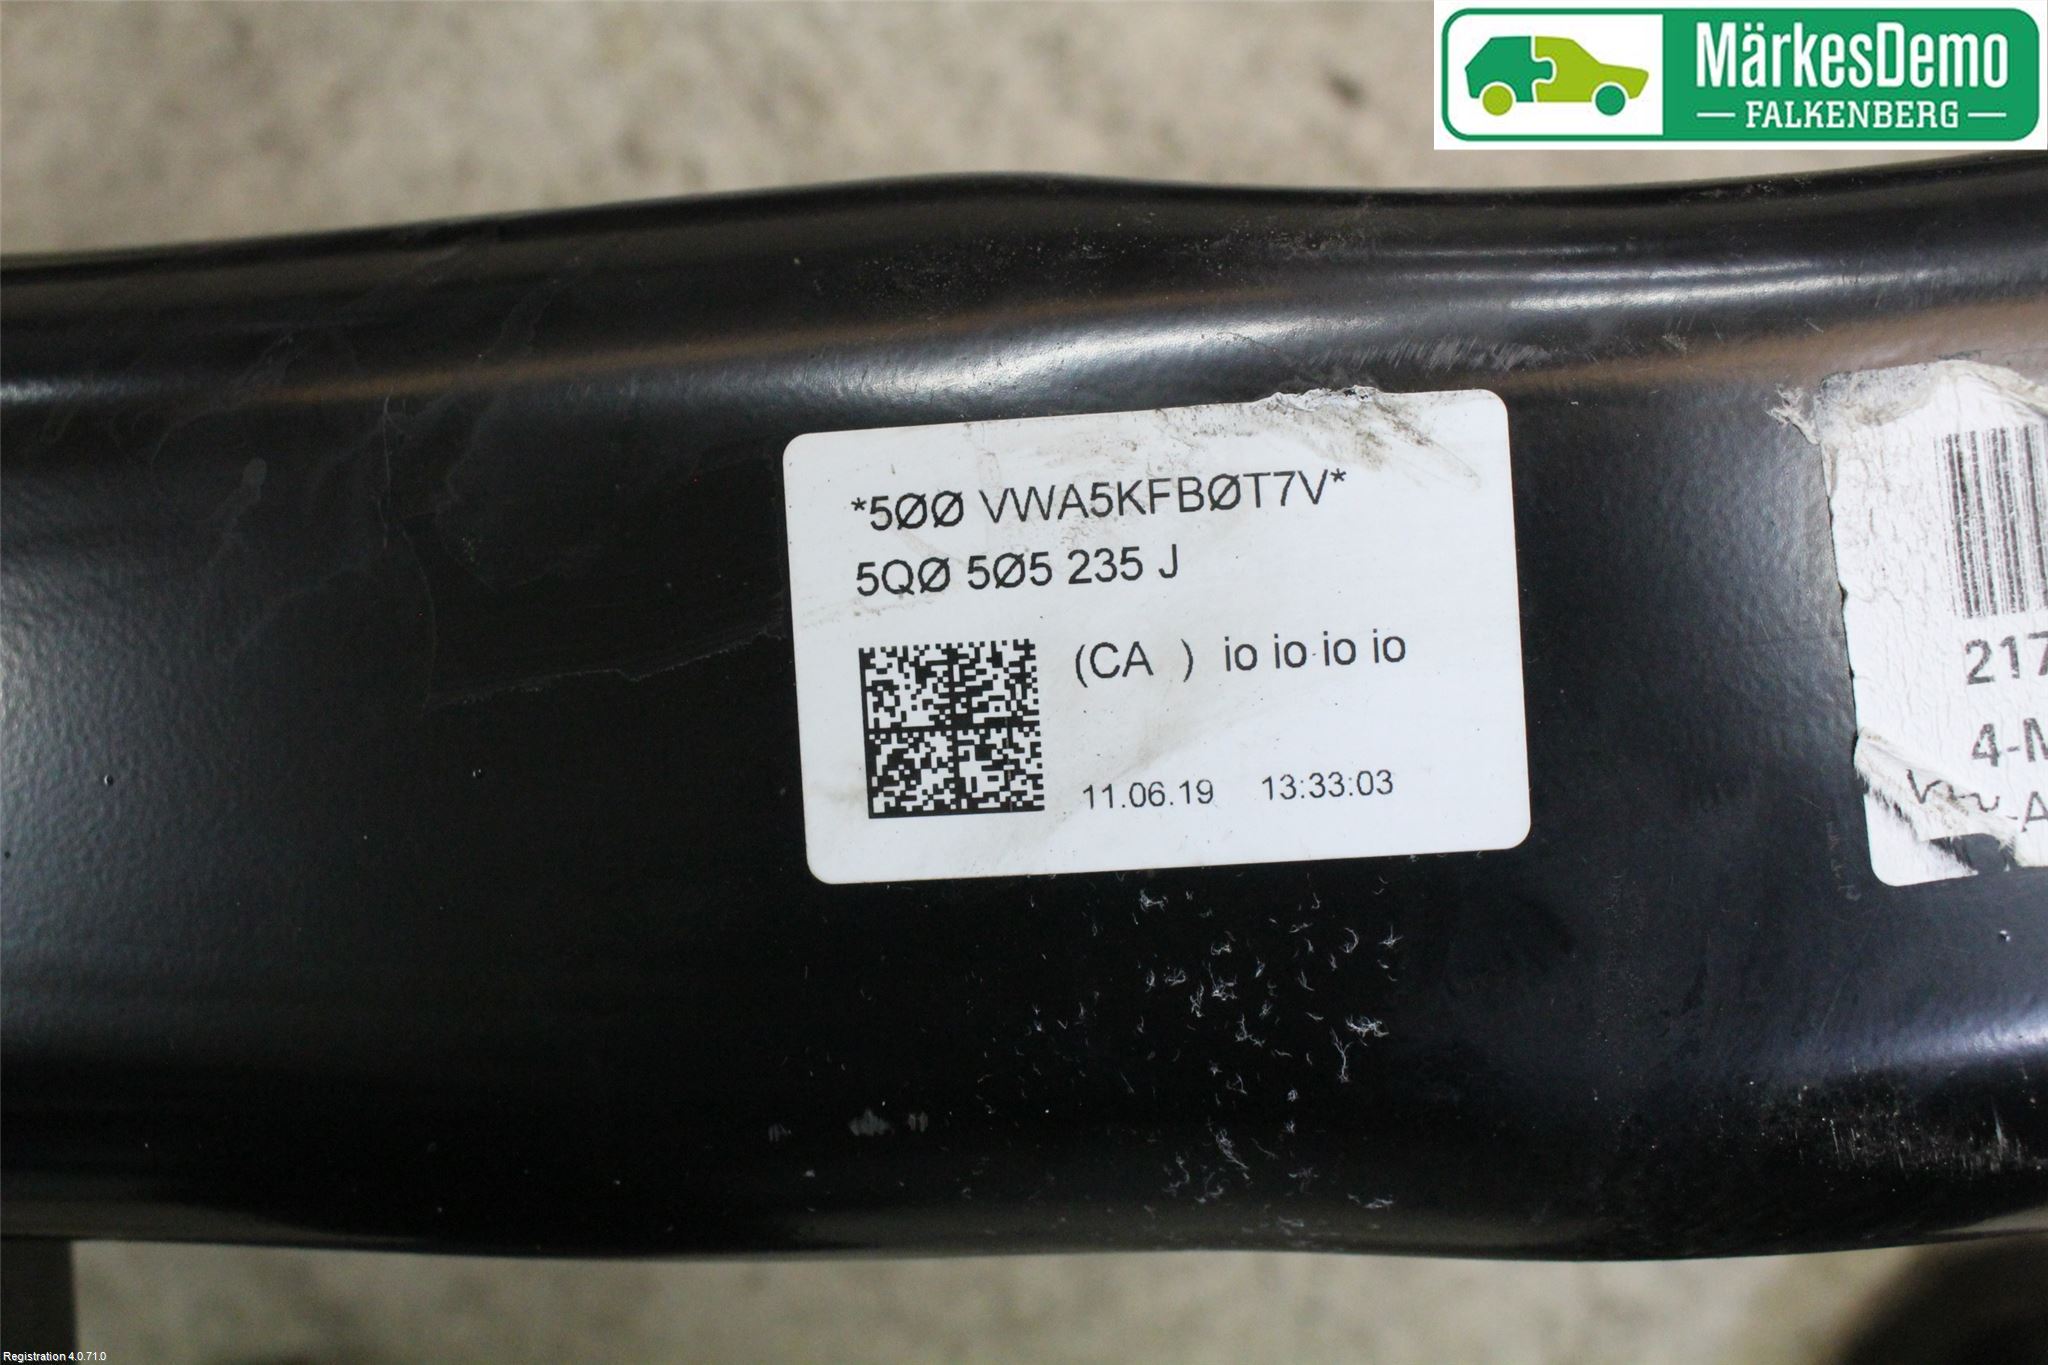 MärkesDemo
FALKENBERG
*5ØØ VWA5KFBØT7V*
5QØ 5Ø5 235 J
(CA ) io io io io
11.06.19 13:33:03
217
4-M
Registration 4.0.71.0